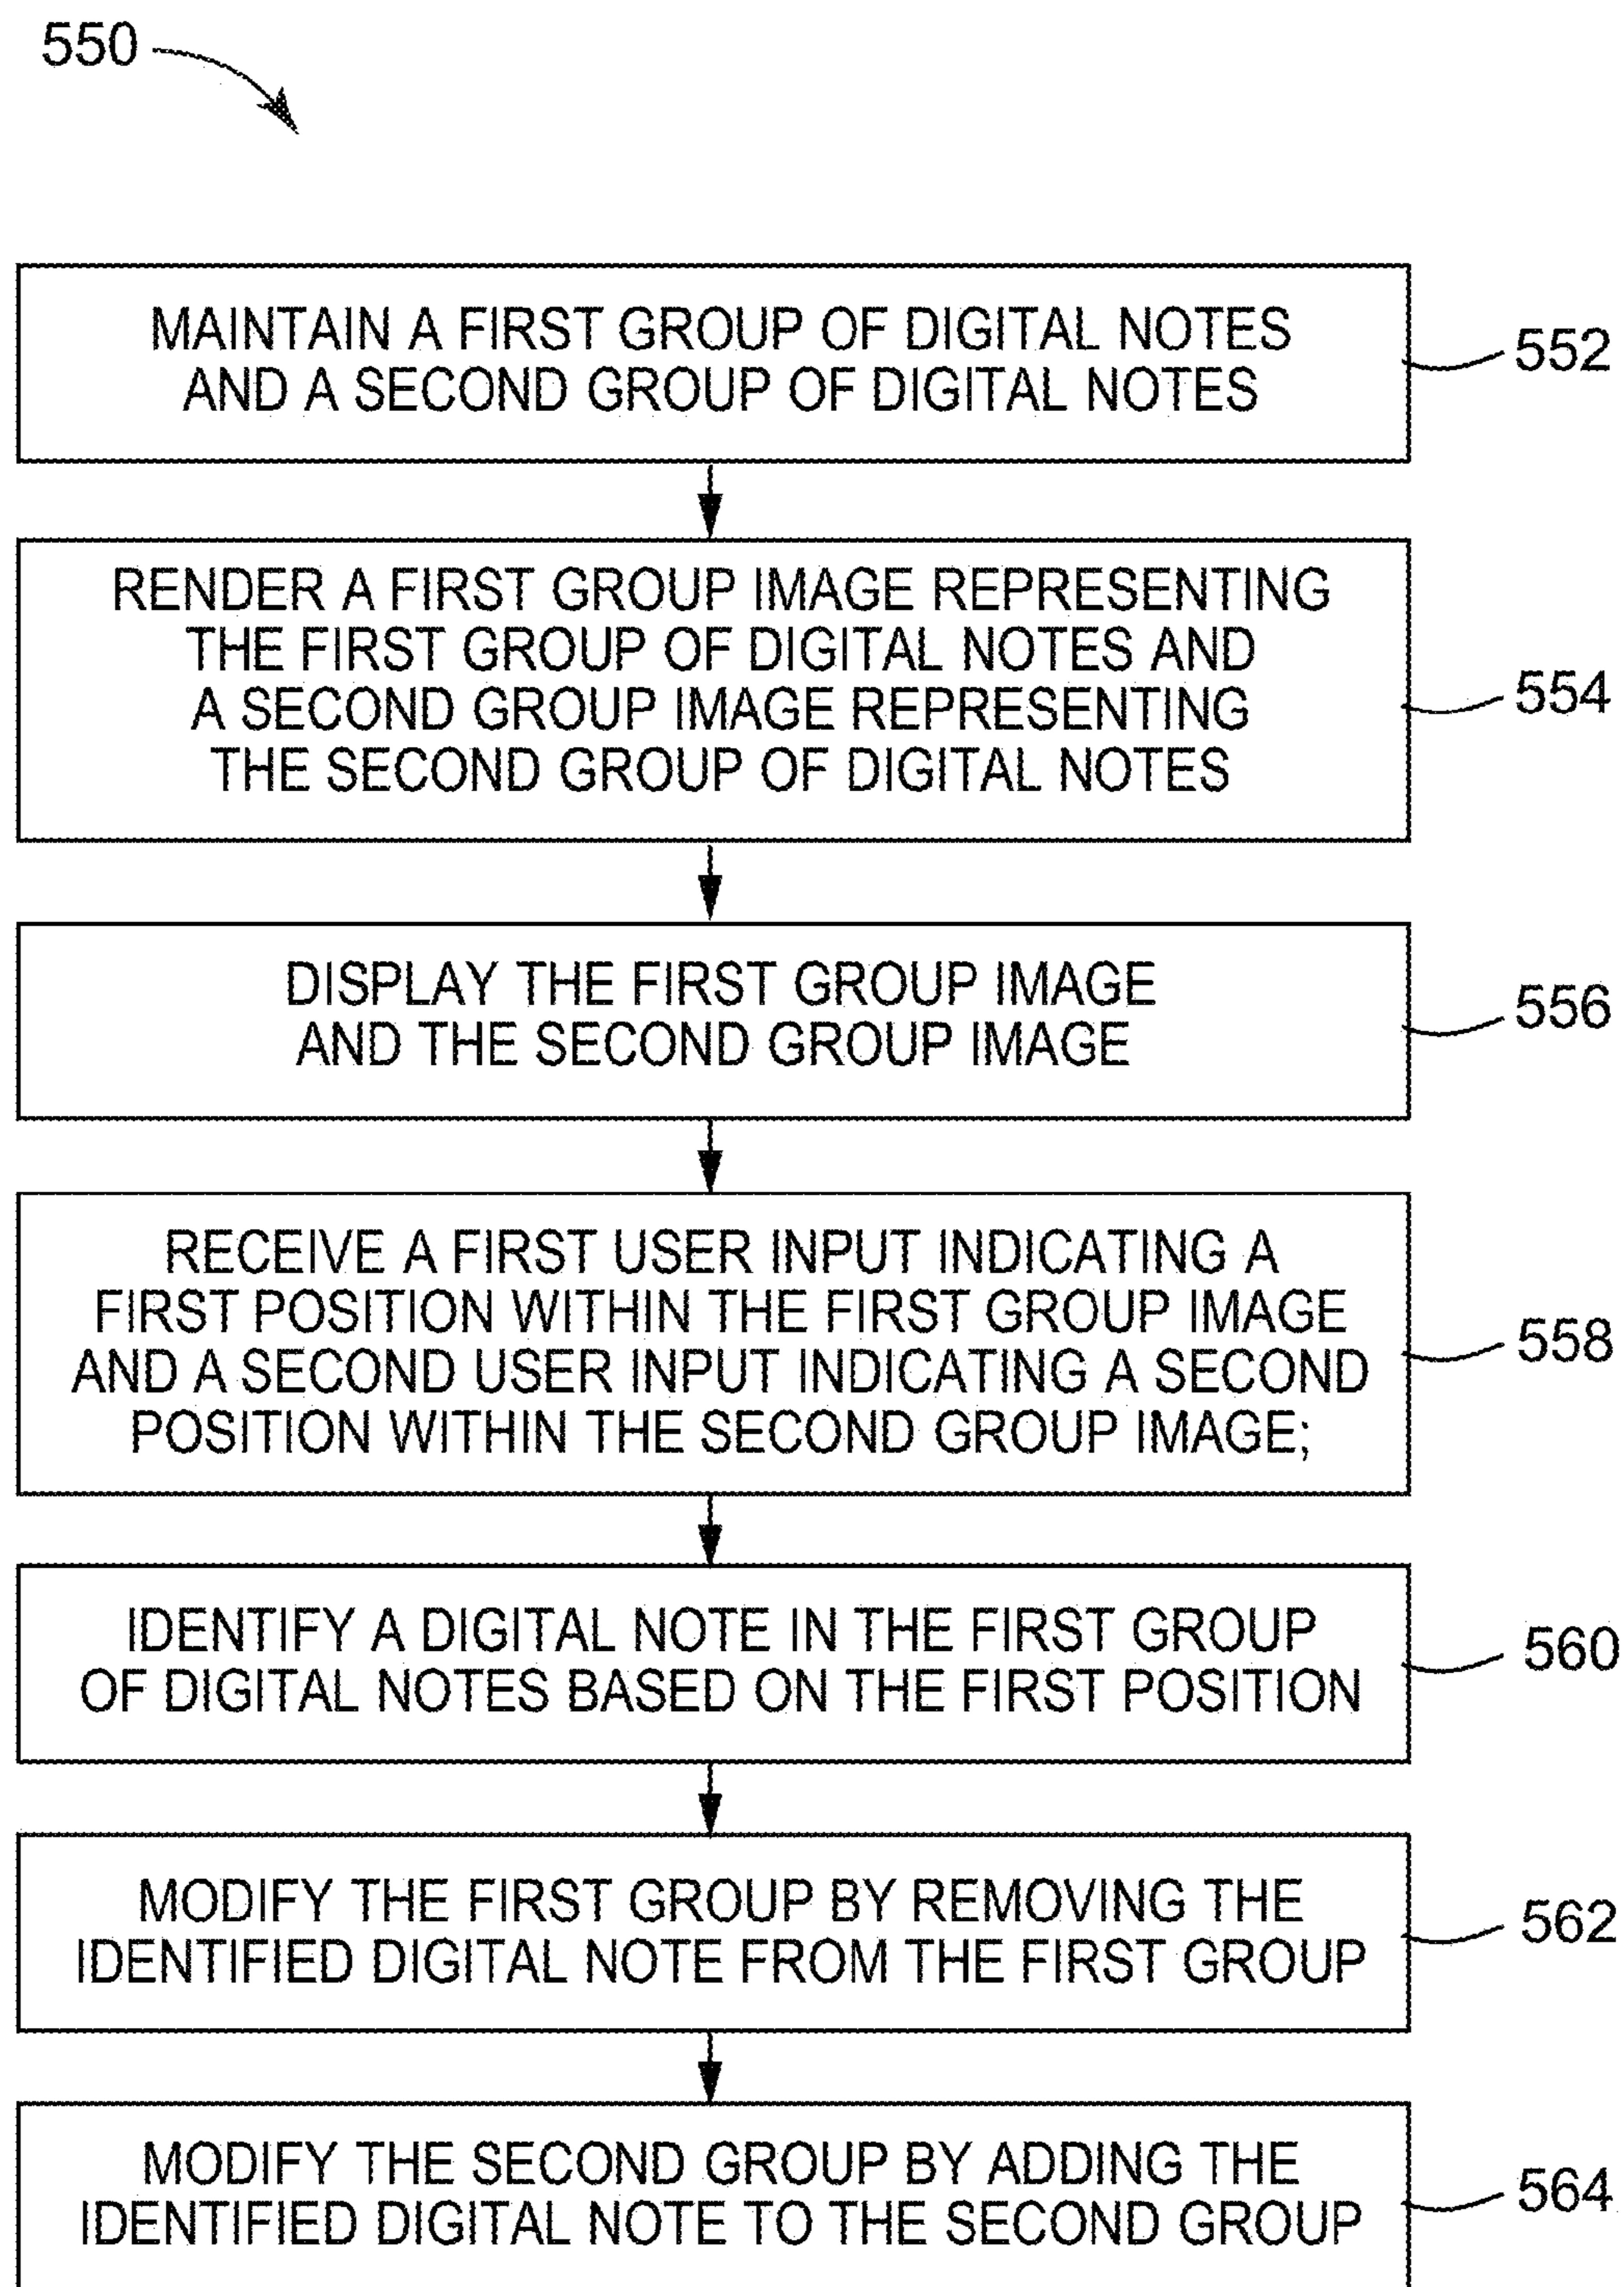 550
MAINTAIN A FIRST GROUP OF DIGITAL NOTES
AND A SECOND GROUP OF DIGITAL NOTES
552
RENDER A FIRST GROUP IMAGE REPRESENTING
THE FIRST GROUP OF DIGITAL NOTES AND
A SECOND GROUP IMAGE REPRESENTING
THE SECOND GROUP OF DIGITAL NOTES
554
DISPLAY THE FIRST GROUP IMAGE
AND THE SECOND GROUP IMAGE
556
RECEIVE A FIRST USER INPUT INDICATING A
FIRST POSITION WITHIN THE FIRST GROUP IMAGE
AND A SECOND USER INPUT INDICATING A SECOND
POSITION WITHIN THE SECOND GROUP IMAGE;
558
IDENTIFY A DIGITAL NOTE IN THE FIRST GROUP
OF DIGITAL NOTES BASED ON THE FIRST POSITION
560
MODIFY THE FIRST GROUP BY REMOVING THE
IDENTIFIED DIGITAL NOTE FROM THE FIRST GROUP
562
MODIFY THE SECOND GROUP BY ADDING THE
IDENTIFIED DIGITAL NOTE TO THE SECOND GROUP
564